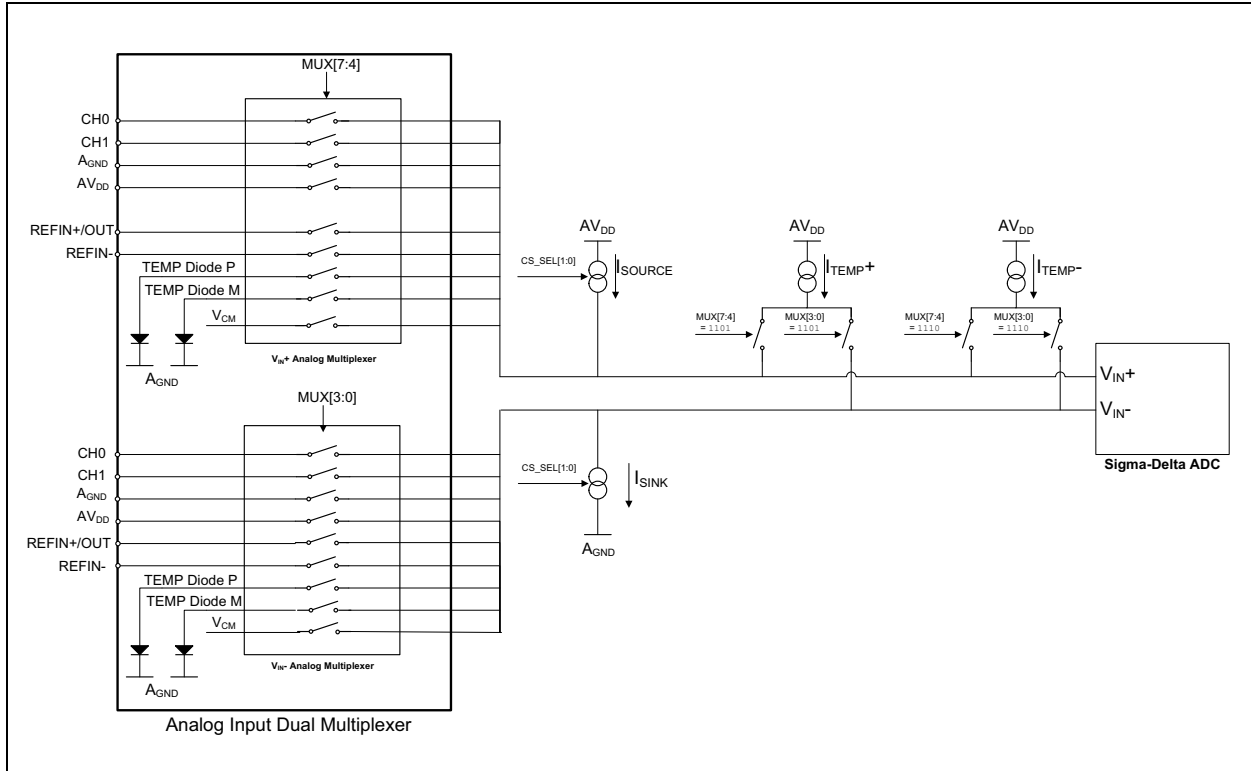 MUX[7:4]
CH0
CH1
AGND
AVDD
REFIN+/OUT
REFIN-
TEMP Diode P
TEMP Diode M
VCM
AGND
VIN+ Analog Multiplexer
MUX[3:0]
CH0
CH1
AGND
AVDD
REFIN+/OUT
REFIN-
TEMP Diode P
TEMP Diode M
VCM
AGND
VIN- Analog Multiplexer
Analog Input Dual Multiplexer
AVDD
CS_SEL[1:0]
ISOURCE
CS_SEL[1:0]
ISINK
AGND
AVDD
ITEMP+
MUX[7:4]
= 1101
MUX[3:0]
= 1101
AVDD
ITEMP-
MUX[7:4]
= 1110
MUX[3:0]
= 1110
VIN+
VIN-
Sigma-Delta ADC